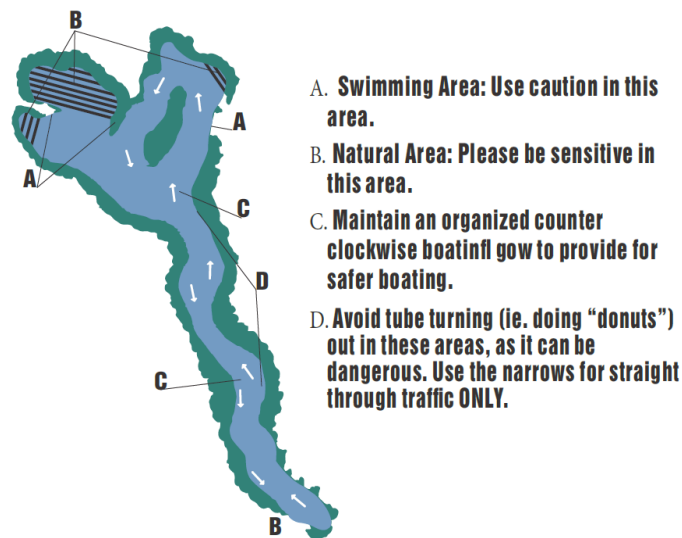 B
A
A
C
D
C
B
A. Swimming Area: Use caution in this
area.
B. Natural Area: Please be sensitive in
this area.
C. Maintain an organized counter
clockwise boatinfl gow to provide for
safer boating.
D. Avoid tube turning (ie. doing “donuts”)
out in these areas, as it can be
dangerous. Use the narrows for straight
through traffic ONLY.